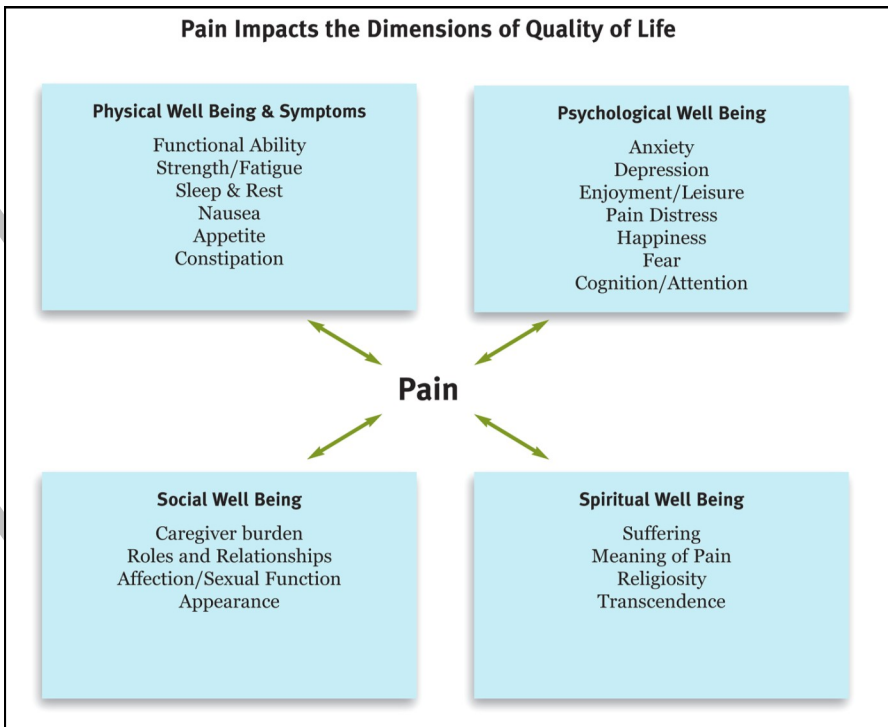 Pain Impacts the Dimensions of Quality of Life
Physical Well Being & Symptoms
Functional Ability
Strength/Fatigue
Sleep & Rest
Nausea
Appetite
Constipation
Psychological Well Being
Anxiety
Depression
Enjoyment/Leisure
Pain Distress
Happiness
Fear
Cognition/Attention
Pain
Social Well Being
Caregiver burden
Roles and Relationships
Affection/Sexual Function
Appearance
Spiritual Well Being
Suffering
Meaning of Pain
Religiosity
Transcendence